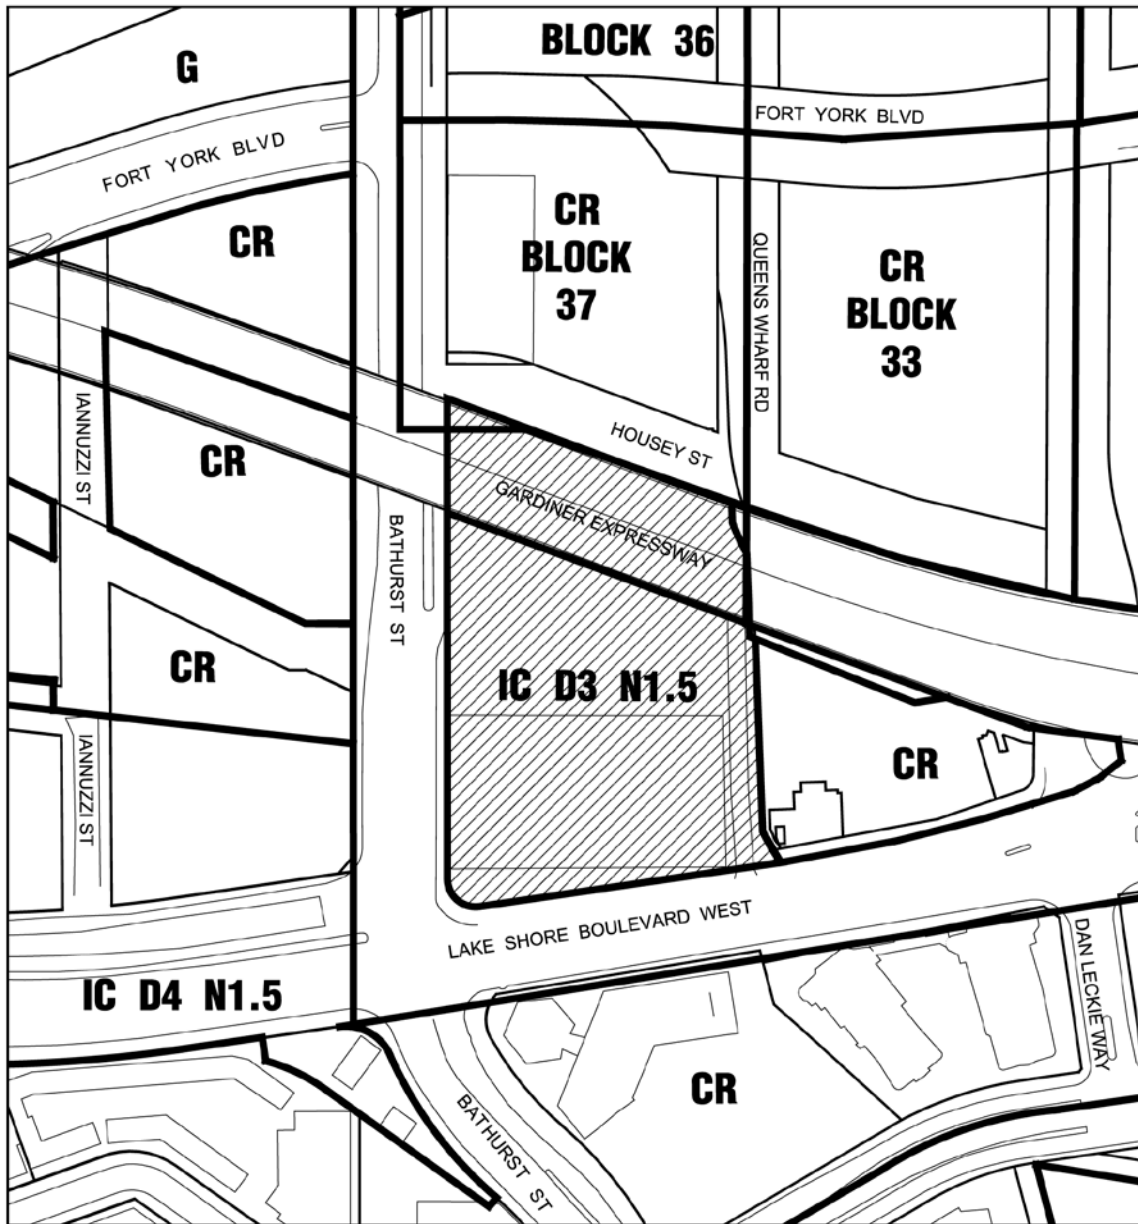 BLOCK 36
G
FORT YORK BLVD
FORT YORK BLVD
CR
CR
BLOCK
37
QUEENS WHARF RD
CR
BLOCK
33
IANNUZZI ST
CR
HOUSEY ST
GARDINER EXPRESSWAY
BATHURST ST
CR
IC D3 N1.5
IANNUZZI ST
CR
LAKE SHORE BOULEVARD WEST
IC D4 N1.5
DAN LECKIE WAY
CR
BATHURST ST